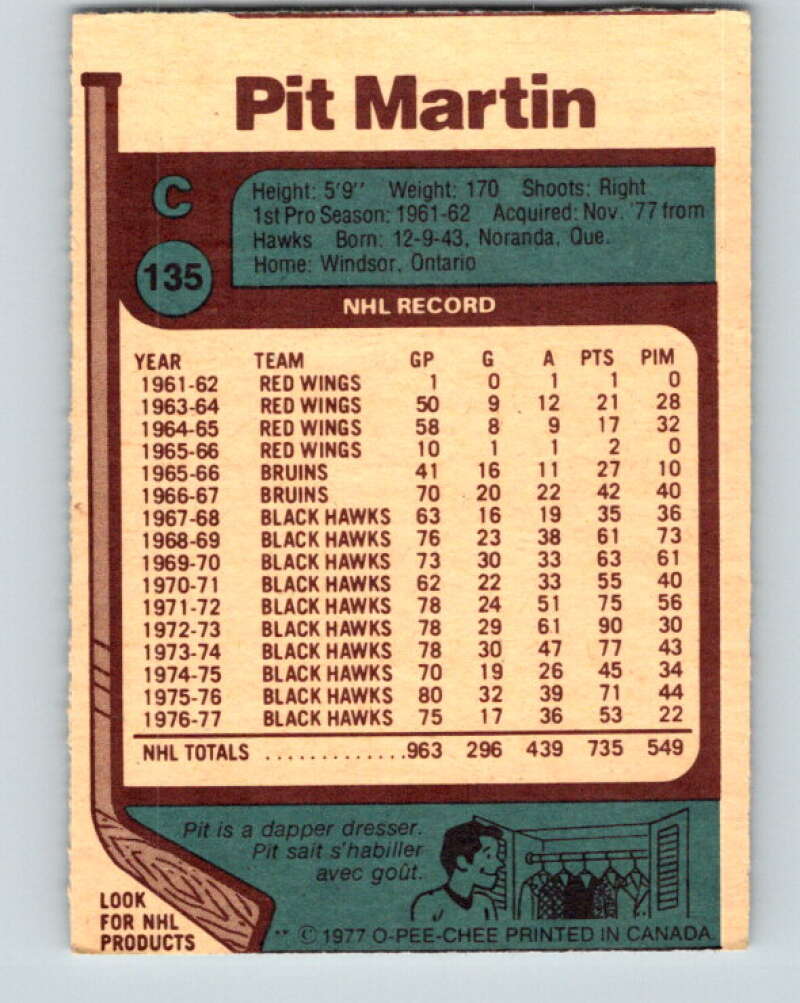 Pit Martin
C
135
Height: 5'9" Weight: 170 Shoots: Right
1st Pro Season: 1961-62 Acquired: Nov. '77 from
Hawks Born: 12-9-43, Noranda, Que.
Home: Windsor, Ontario
NHL RECORD
YEAR TEAM GP G A PTS PIM
1961-62 RED WINGS 1 0 1 1 0
1963-64 RED WINGS 50 9 12 21 28
1964-65 RED WINGS 58 8 9 17 32
1965-66 RED WINGS 10 1 1 2 0
1965-66 BRUINS 41 16 11 27 10
1966-67 BRUINS 70 20 22 42 40
1967-68 BLACK HAWKS 63 16 19 35 36
1968-69 BLACK HAWKS 76 23 38 61 73
1969-70 BLACK HAWKS 73 30 33 63 61
1970-71 BLACK HAWKS 62 22 33 55 40
1971-72 BLACK HAWKS 78 24 51 75 56
1972-73 BLACK HAWKS 78 29 61 90 30
1973-74 BLACK HAWKS 78 30 47 77 43
1974-75 BLACK HAWKS 70 19 26 45 34
1975-76 BLACK HAWKS 80 32 39 71 44
1976-77 BLACK HAWKS 75 17 36 53 22
NHL TOTALS .............963 296 439 735 549
Pit is a dapper dresser.
Pit sait s'habiller
avec goût.
LOOK
FOR NHL
PRODUCTS
** © 1977 O-PEE-CHEE PRINTED IN CANADA